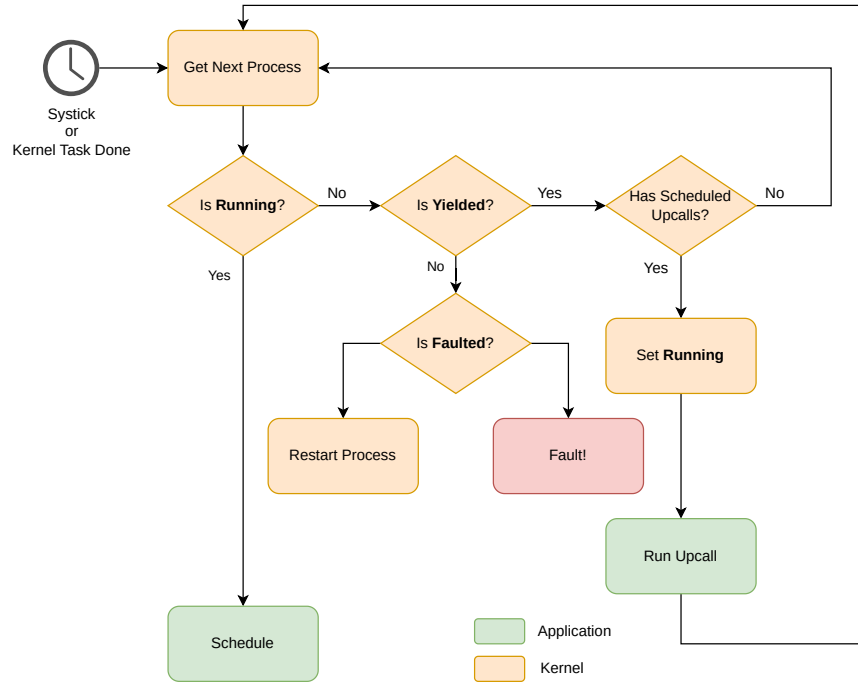 Get Next Process
Systick
or
Kernel Task Done
Is Running?
No
Is Yielded?
Yes
Has Scheduled
Upcalls?
No
Yes
No
Yes
Is Faulted?
Set Running
Restart Process
Fault!
Run Upcall
Schedule
Application
Kernel